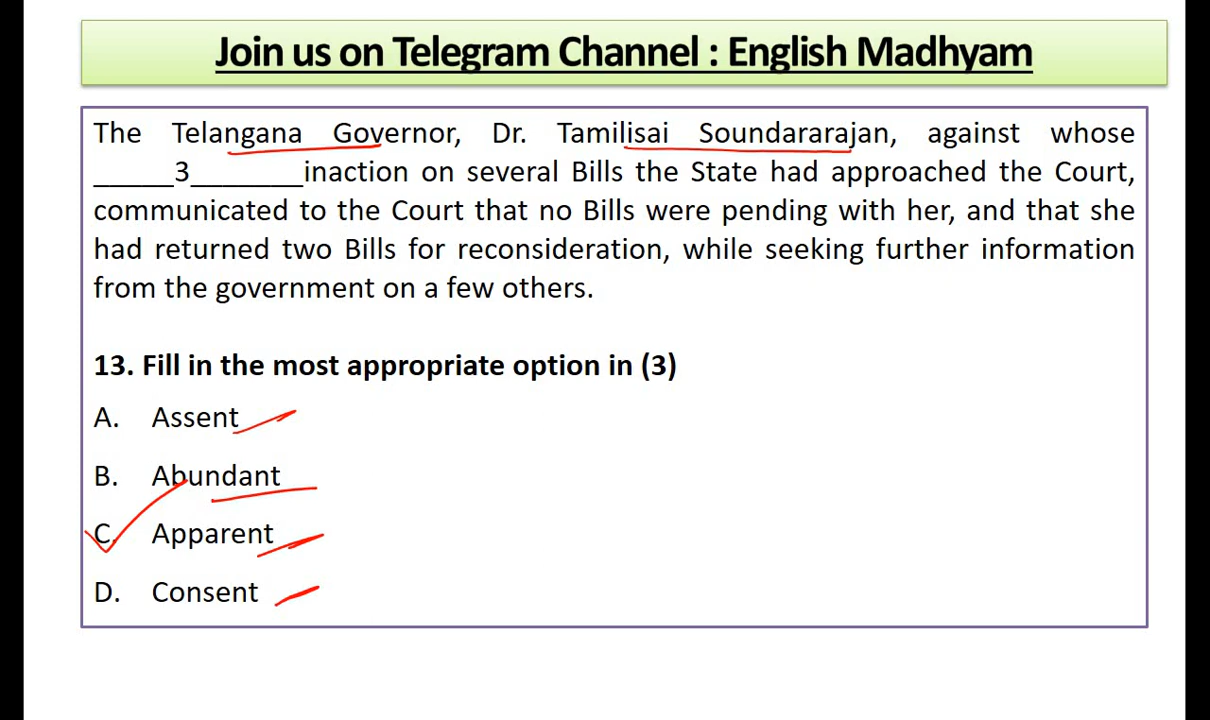 Join us on Telegram Channel : English Madhyam
The Telangana Governor, Dr. Tamilisai Soundararajan, against whose
_____3_______inaction on several Bills the State had approached the Court,
communicated to the Court that no Bills were pending with her, and that she
had returned two Bills for reconsideration, while seeking further information
from the government on a few others.
13. Fill in the most appropriate option in (3)
A. Assent
B. Abundant
C. Apparent
D. Consent